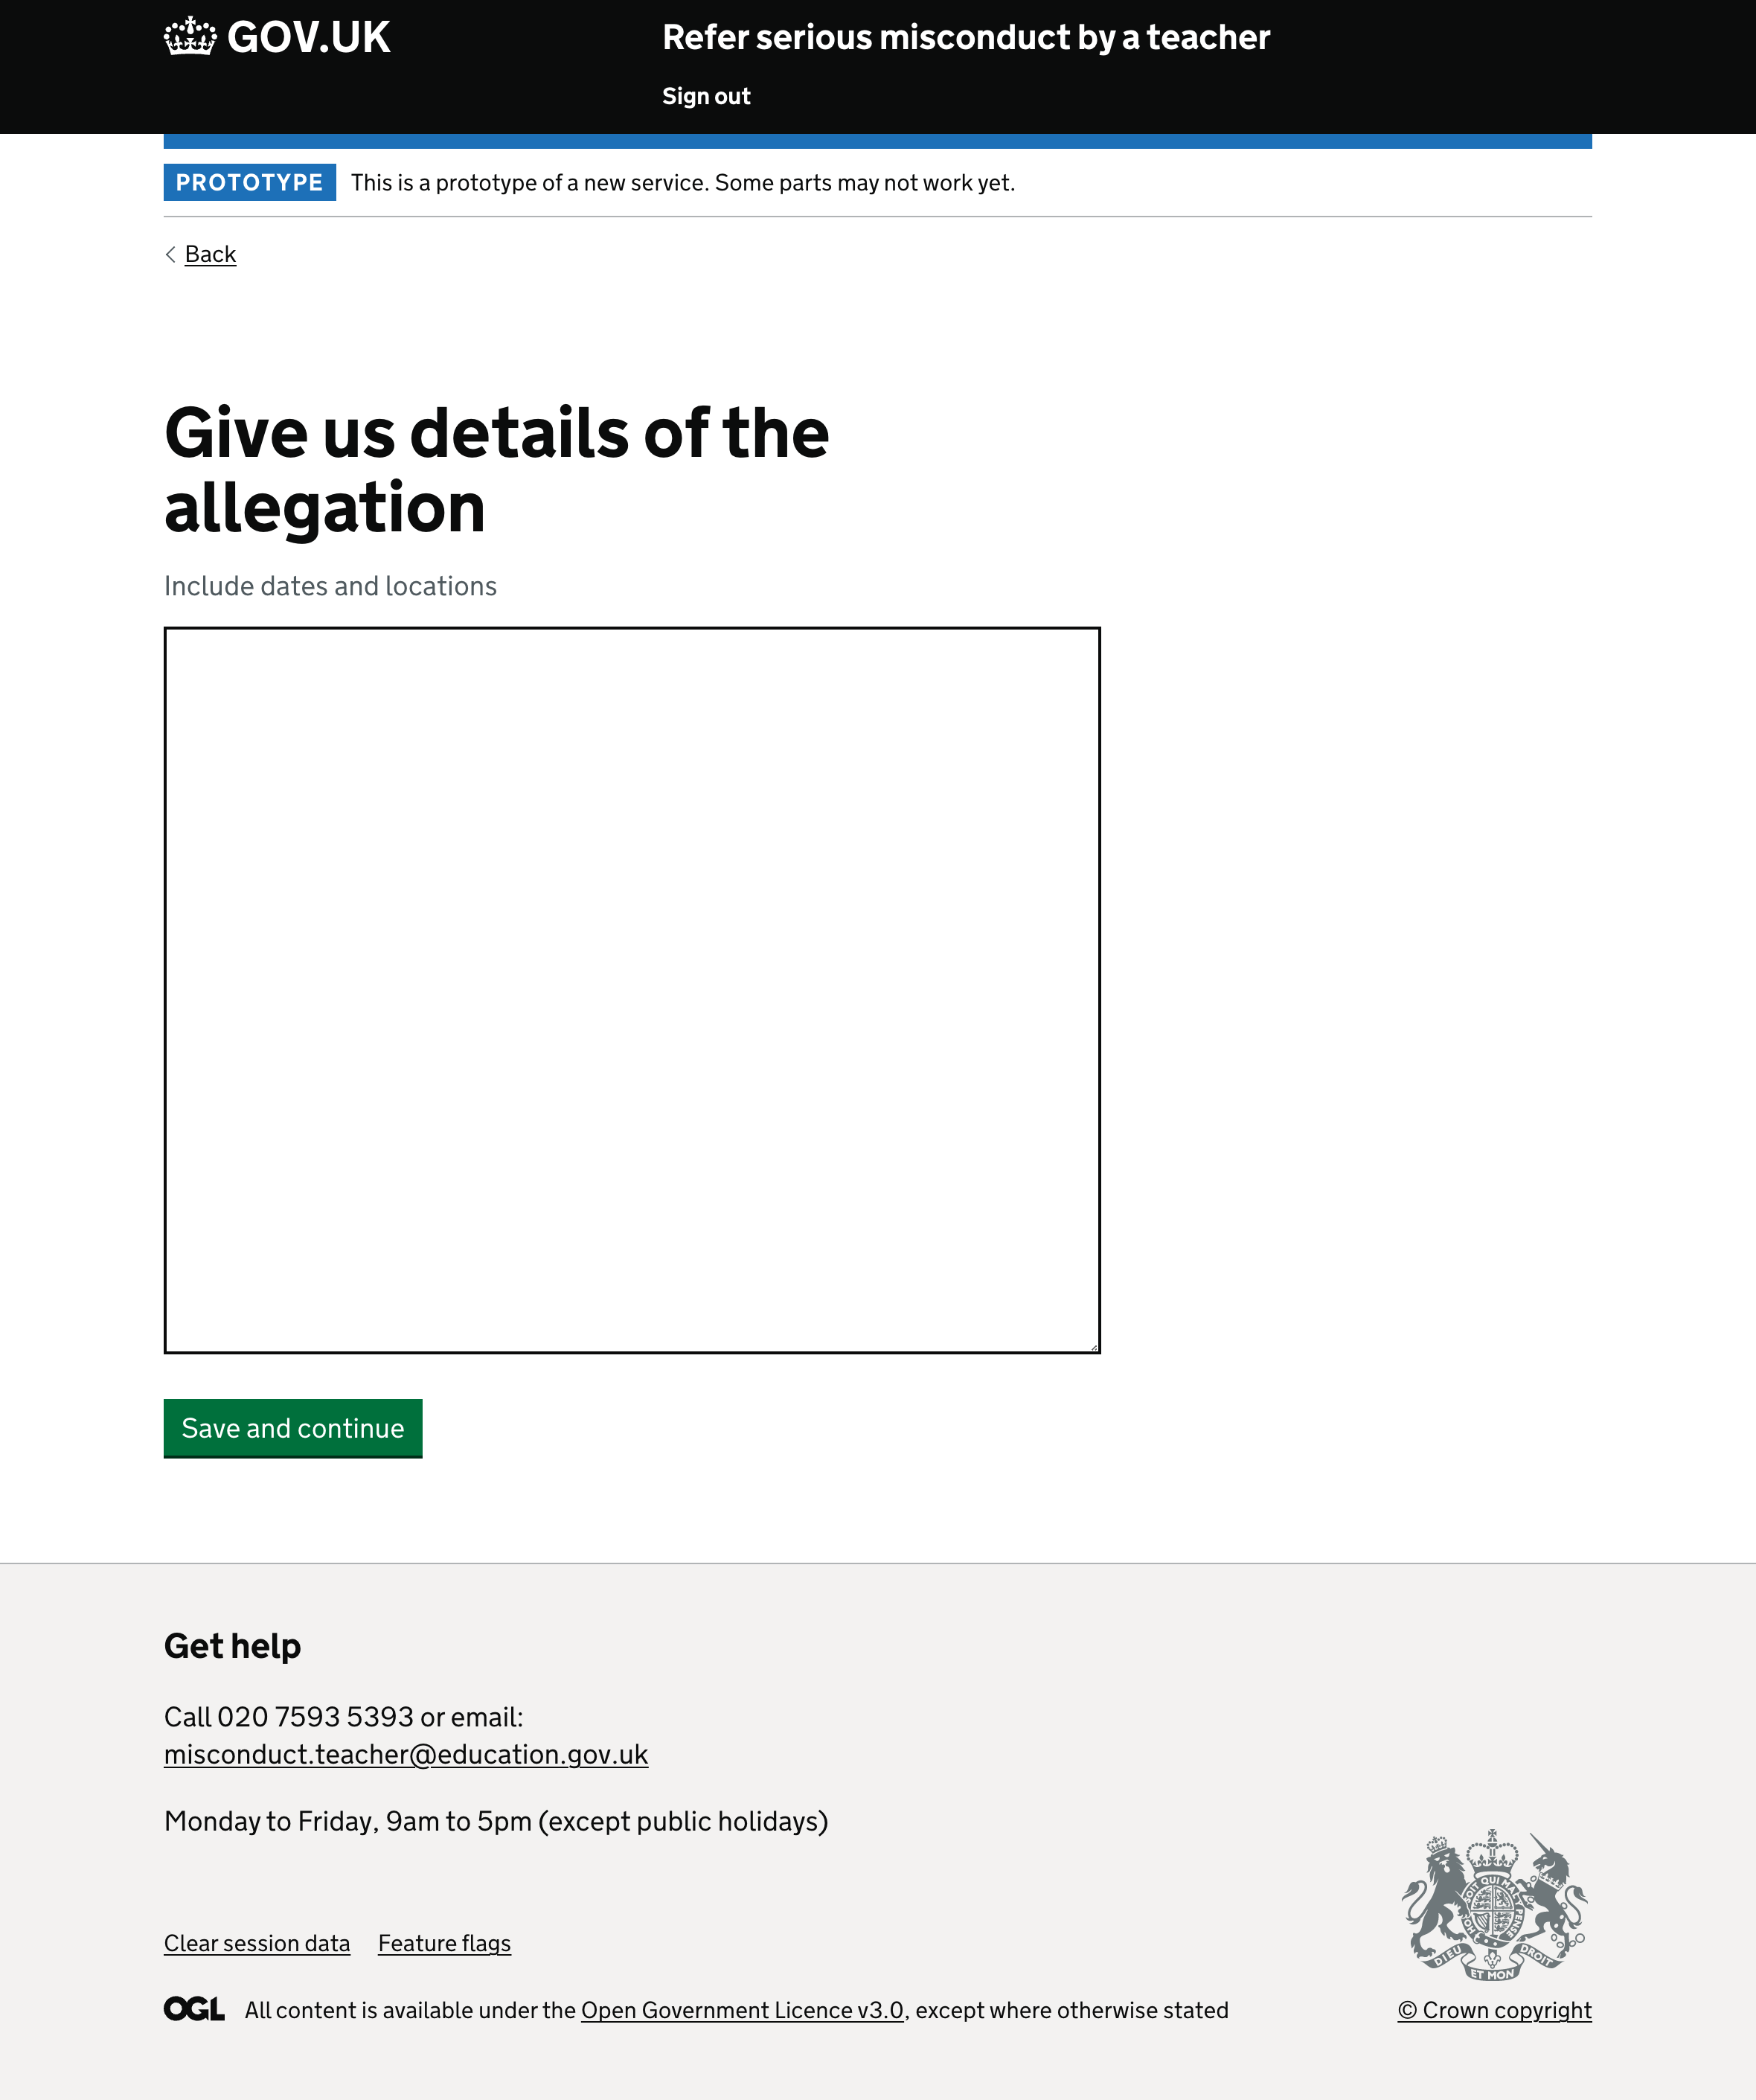 GOV.UK
Refer serious misconduct by a teacher
Sign out
PROTOTYPE This is a prototype of a new service. Some parts may not work yet.
Back
Give us details of the
allegation
Include dates and locations
Save and continue
Get help
Call 020 7593 5393 or email:
misconduct.teacher@education.gov.uk
Monday to Friday, 9am to 5pm (except public holidays)
Clear session data Feature flags
DIEU ET MON DROIT
OGL All content is available under the Open Government Licence v3.0, except where otherwise stated
© Crown copyright